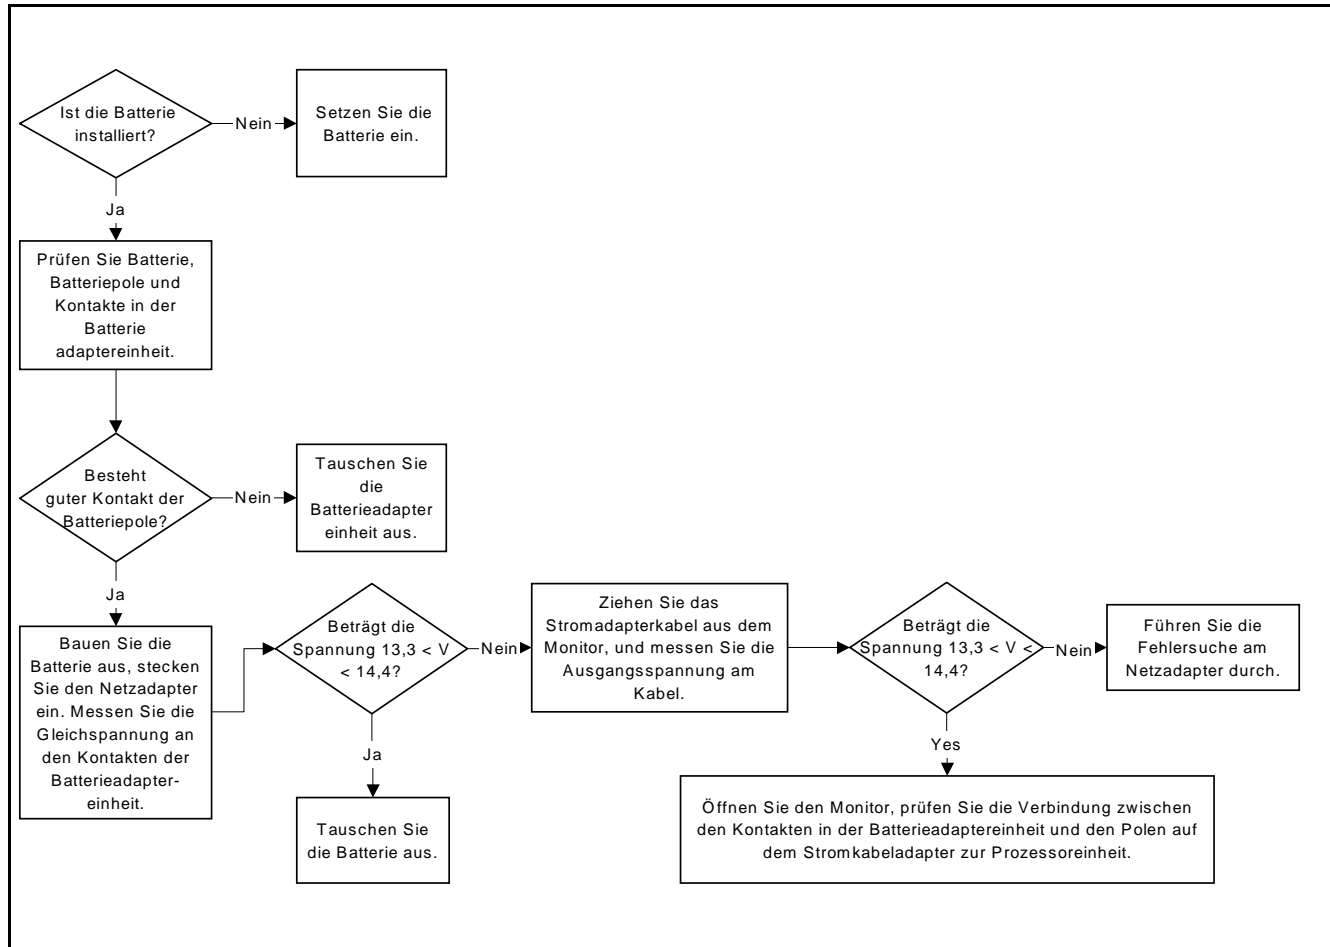 Ist die Batterie
installiert?
Nein
Setzen Sie die
Batterie ein.
Ja
Prüfen Sie Batterie,
Batteriepole und
Kontakte in der
Batterie
adaptereinheit.
Besteht
guter Kontakt der
Batteriepole?
Nein
Tauschen Sie
die
Batterieadapter
einheit aus.
Ja
Bauen Sie die
Batterie aus, stecken
Sie den Netzadapter
ein. Messen Sie die
Gleichspannung an
den Kontakten der
Batterieadapter-
einheit.
Beträgt die
Spannung 13,3 < V
< 14,4?
Nein
Ziehen Sie das
Stromadapterkabel aus dem
Monitor, und messen Sie die
Ausgangsspannung am
Kabel.
Beträgt die
Spannung 13,3 < V <
14,4?
Nein
Führen Sie die
Fehlersuche am
Netzadapter durch.
Ja
Tauschen Sie
die Batterie aus.
Yes
Öffnen Sie den Monitor, prüfen Sie die Verbindung zwischen
den Kontakten in der Batterieadaptereinheit und den Polen auf
dem Stromkabeladapter zur Prozessoreinheit.